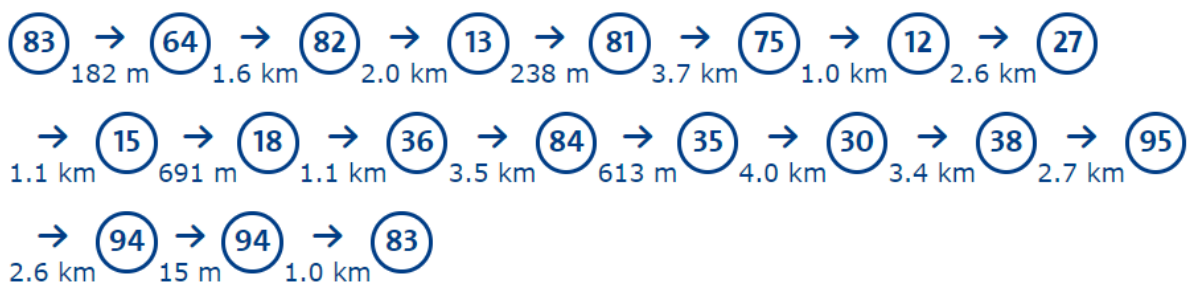 83 → 64 → 82 → 13 → 81 → 75 → 12 → 27
182 m 1.6 km 2.0 km 238 m 3.7 km 1.0 km 2.6 km
→ 15 → 18 → 36 → 84 → 35 → 30 → 38 → 95
1.1 km 691 m 1.1 km 3.5 km 613 m 4.0 km 3.4 km 2.7 km
→ 94 → 94 → 83
2.6 km 15 m 1.0 km